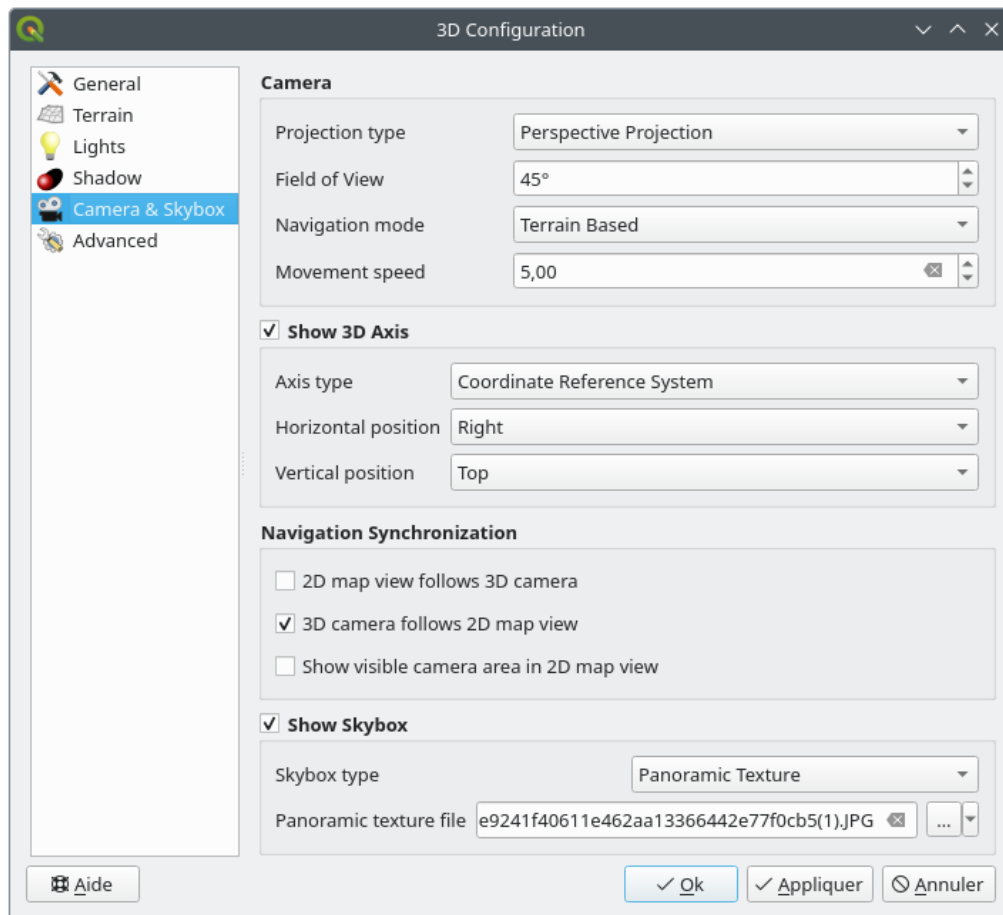 3D Configuration
General
Terrain
Lights
Shadow
Camera & Skybox
Advanced
Camera
Projection type Perspective Projection
Field of View 45°
Navigation mode Terrain Based
Movement speed 5,00
Show 3D Axis
Axis type Coordinate Reference System
Horizontal position Right
Vertical position Top
Navigation Synchronization
2D map view follows 3D camera
3D camera follows 2D map view
Show visible camera area in 2D map view
Show Skybox
Skybox type Panoramic Texture
Panoramic texture file e9241f40611e462aa13366442e77f0cb5(1).JPG ...
Aide Ok Appliquer Annuler